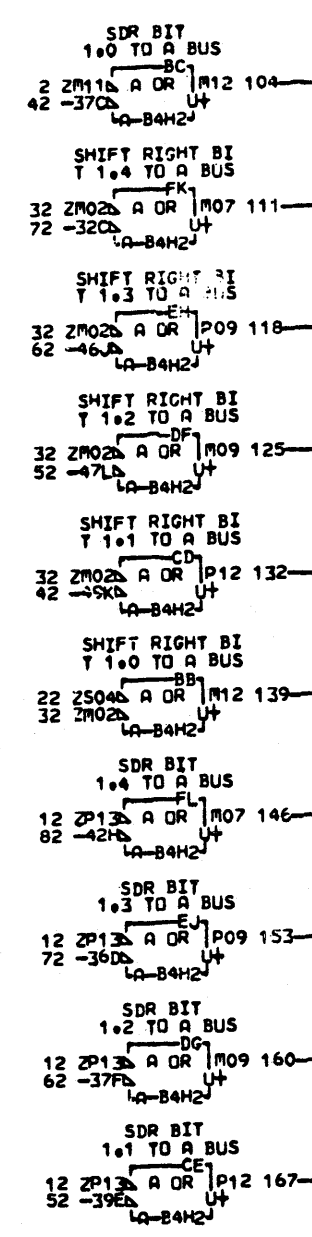 SDR BIT
1.0 TO A BUS
BC
2 ZM11 A OR M12 104
42 -37C U+
A-B4H2
SHIFT RIGHT BI
T 1.4 TO A BUS
FK
32 ZM02 A OR M07 111
72 -32C U+
A-B4H2
SHIFT RIGHT BI
T 1.3 TO A BUS
EH
32 ZM02 A OR P09 118
62 -46J U+
A-B4H2
SHIFT RIGHT BI
T 1.2 TO A BUS
DF
32 ZM02 A OR M09 125
52 -47L U+
A-B4H2
SHIFT RIGHT BI
T 1.1 TO A BUS
CD
32 ZM02 A OR P12 132
42 U+
A-B4H2
SHIFT RIGHT BI
T 1.0 TO A BUS
BB
22 ZS04 A OR M12 139
32 ZM02 U+
A-B4H2
SDR BIT
1.4 TO A BUS
FL
12 ZP13 A OR M07 146
82 -42H U+
A-B4H2
SDR BIT
1.3 TO A BUS
EJ
12 ZP13 A OR P09 153
72 -36D U+
A-B4H2
SDR BIT
1.2 TO A BUS
DG
12 ZP13 A OR M09 160
62 -37F U+
A-B4H2
SDR BIT
1.1 TO A BUS
CE
12 ZP13 A OR P12 167
52 -39E U+
A-B4H2